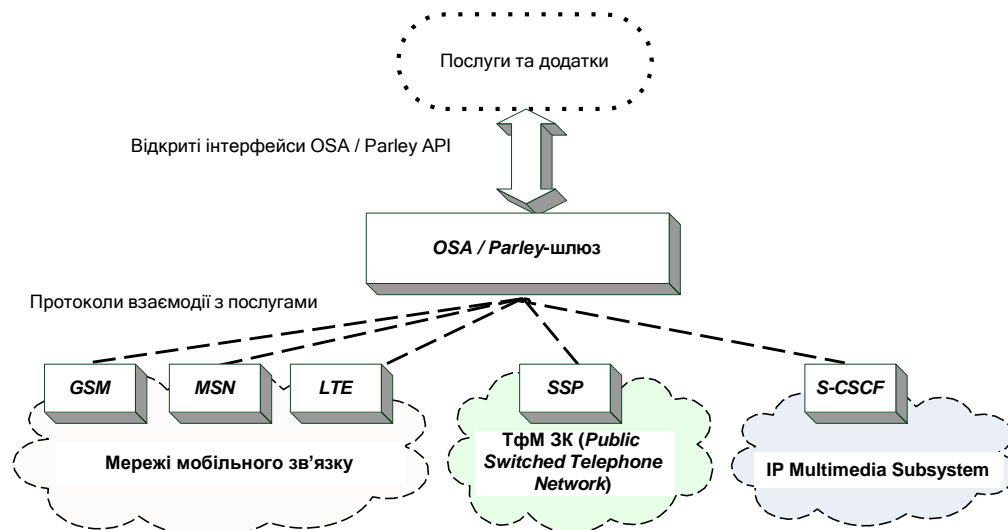 Послуги та додатки
Відкриті інтерфейси OSA / Parley API
OSA / Parley-шлюз
Протоколи взаємодії з послугами
GSM
MSN
LTE
SSP
S-CSCF
Мережі мобільного зв'язку
ТфМ ЗК (Public
Switched Telephone
Network)
IP Multimedia Subsystem